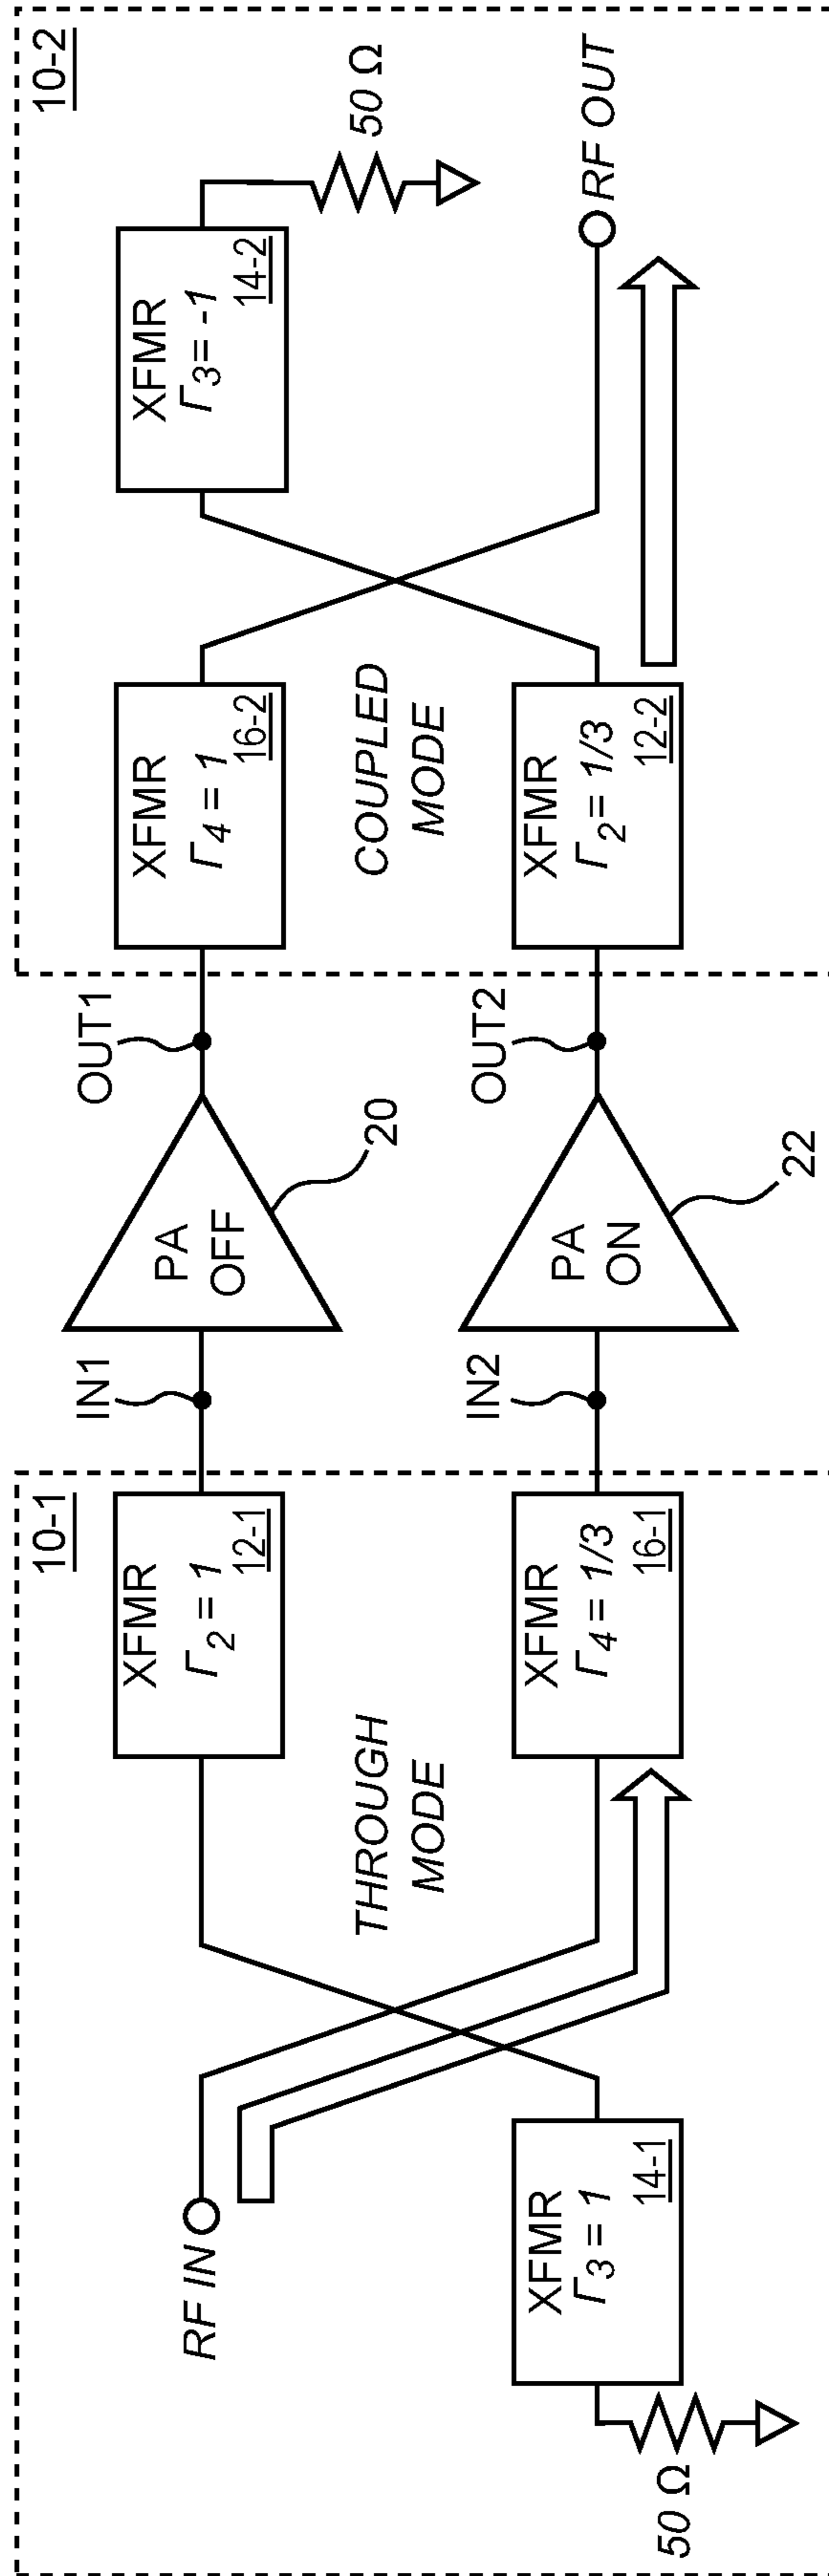 10-1
RF IN
XFMR
Γ3 = 1
14-1
50 Ω
THROUGH
MODE
XFMR
Γ2 = 1
12-1
XFMR
Γ4 = 1/3
16-1
IN1
IN2
PA
OFF
20
PA
ON
22
OUT1
OUT2
10-2
XFMR
Γ4 = 1
16-2
COUPLED
MODE
XFMR
Γ2 = 1/3
12-2
XFMR
Γ3 = -1
14-2
50 Ω
RF OUT